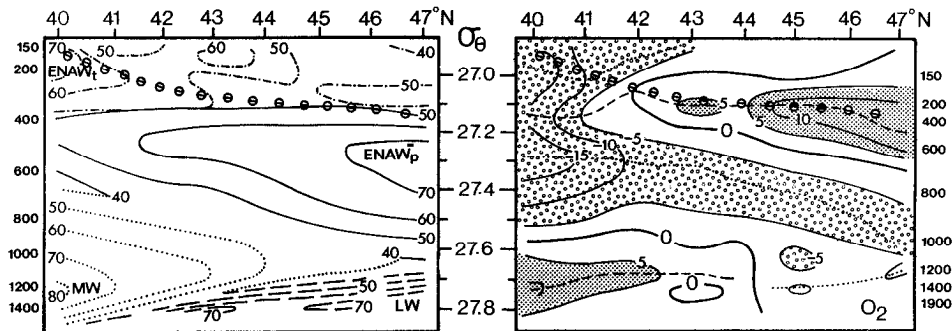 40 41 42 43 44 45 46 47°N
150 70 50 60 50 40
ENAWt
200
60 50
400 50
ENAWp
600
40 70
800 50 60
60 50
1000 70 40
MW 50
1200 80
1400 70 70 LW
σθ
27.0
27.2
27.4
27.6
27.8
40 41 42 43 44 45 46 47°N
150
5 5 10 200
0 400
-5
-10
-15 600
800
0 1000
5 -5 1200
0 1400
O2 1900